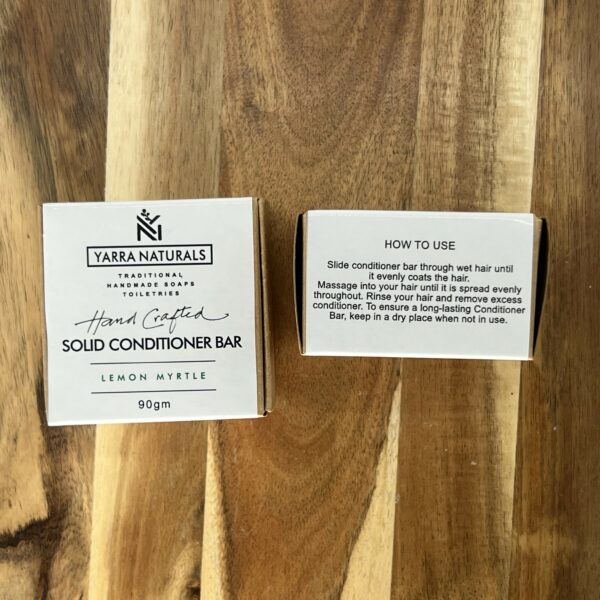 YARRA NATURALS
TRADITIONAL
HANDMADE SOAPS
TOILETRIES
Hand Crafted
SOLID CONDITIONER BAR
LEMON MYRTLE
90gm
HOW TO USE
Slide conditioner bar through wet hair until
it evenly coats the hair.
Massage into your hair until it is spread evenly
throughout. Rinse your hair and remove excess
conditioner. To ensure a long-lasting Conditioner
Bar, keep in a dry place when not in use.